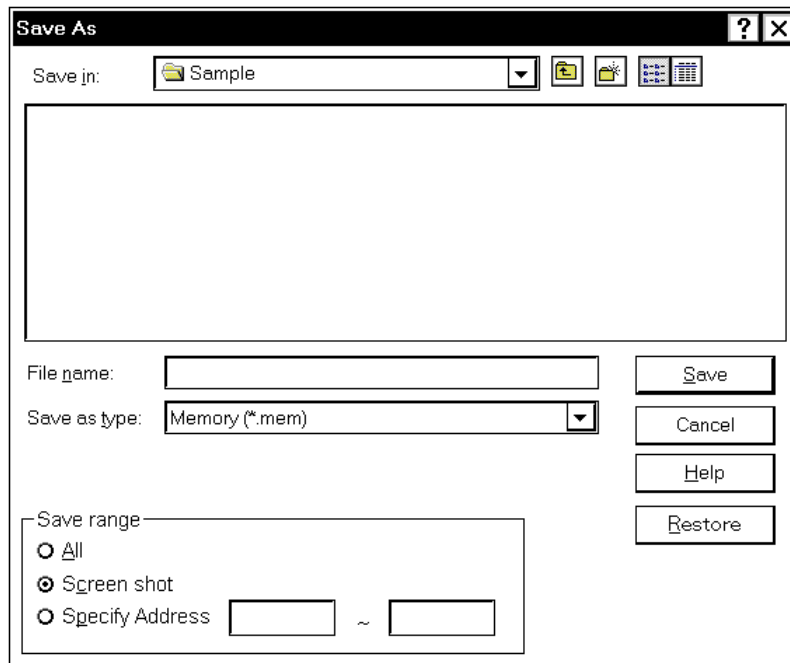 Save As
Save in: Sample
File name:
Save
Save as type: Memory (*.mem)
Cancel
Help
Save range
Restore
All
Screen shot
Specify Address ~